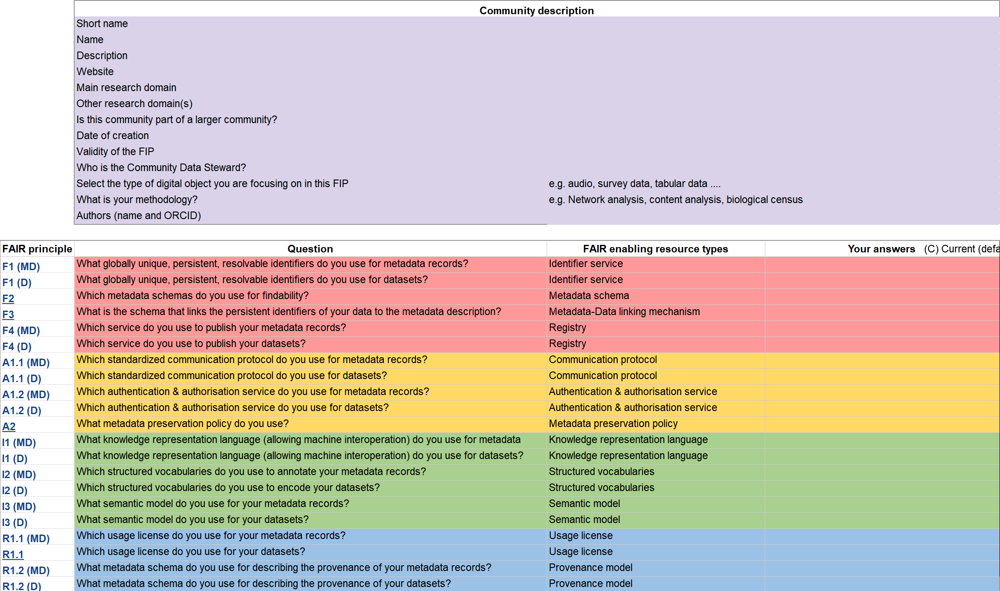 Community description
Short name
Name
Description
Website
Main research domain
Other research domain(s)
Is this community part of a larger community?
Date of creation
Validity of the FIP
Who is the Community Data Steward?
Select the type of digital object you are focusing on in this FIP e.g. audio, survey data, tabular data ....
What is your methodology? e.g. Network analysis, content analysis, biological census
Authors (name and ORCID)
FAIR principle Question FAIR enabling resource types Your answers (C) Current (defa
F1 (MD) What globally unique, persistent, resolvable identifiers do you use for metadata records? Identifier service
F1 (D) What globally unique, persistent, resolvable identifiers do you use for datasets? Identifier service
F2 Which metadata schemas do you use for findability? Metadata schema
F3 What is the schema that links the persistent identifiers of your data to the metadata description? Metadata-Data linking mechanism
F4 (MD) Which service do you use to publish your metadata records? Registry
F4 (D) Which service do you use to publish your datasets? Registry
A1.1 (MD) Which standardized communication protocol do you use for metadata records? Communication protocol
A1.1 (D) Which standardized communication protocol do you use for datasets? Communication protocol
A1.2 (MD) Which authentication & authorisation service do you use for metadata records? Authentication & authorisation service
A1.2 (D) Which authentication & authorisation service do you use for datasets? Authentication & authorisation service
A2 What metadata preservation policy do you use? Metadata preservation policy
I1 (MD) What knowledge representation language (allowing machine interoperation) do you use for metadata Knowledge representation language
I1 (D) What knowledge representation language (allowing machine interoperation) do you use for datasets? Knowledge representation language
I2 (MD) Which structured vocabularies do you use to annotate your metadata records? Structured vocabularies
I2 (D) Which structured vocabularies do you use to encode your datasets? Structured vocabularies
I3 (MD) What semantic model do you use for your metadata records? Semantic model
I3 (D) What semantic model do you use for your datasets? Semantic model
R1.1 (MD) Which usage license do you use for your metadata records? Usage license
R1.1 Which usage license do you use for your datasets? Usage license
R1.2 (MD) What metadata schema do you use for describing the provenance of your metadata records? Provenance model
R1.2 (D) What metadata schema do you use for describing the provenance of your datasets? Provenance model